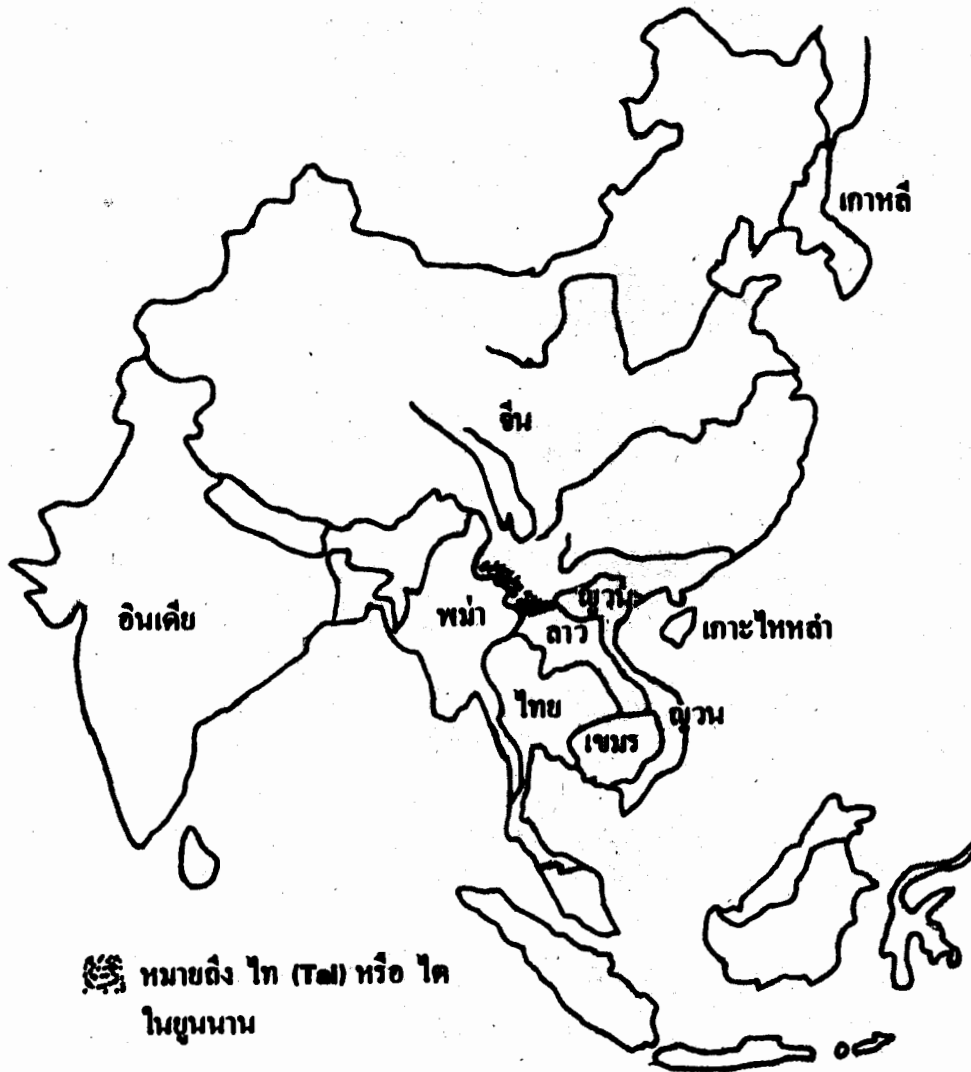 เกาหลี
จีน
อินเดีย
พม่า
ญวน
ลาว
เกาะไหหลำ
ไทย
ญวน
เขมร
หมายถึง ไท (Tai) หรือ ไต
ในยูนนาน